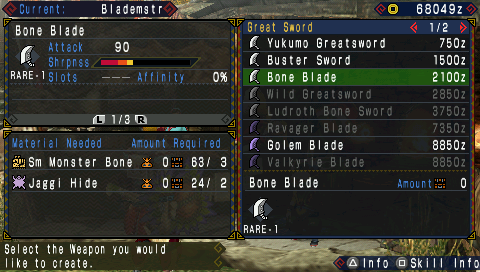 Current: Blademstr
68049z
Bone Blade
Attack 90
Shrpnss
RARE-1 Slots --- Affinity 0%
L 1/3 R
Material Needed Amount Required
Sm Monster Bone 0 63/ 3
Jaggi Hide 0 24/ 2
Great Sword 1/2
Yukumo Greatsword 750z
Buster Sword 1500z
Bone Blade 2100z
Wild Greatsword 2850z
Ludroth Bone Sword 3750z
Ravager Blade 7350z
Golem Blade 8850z
Valkyrie Blade 8850z
Bone Blade Amount 0
RARE-1
Select the Weapon you would
like to create.
Info Skill Info